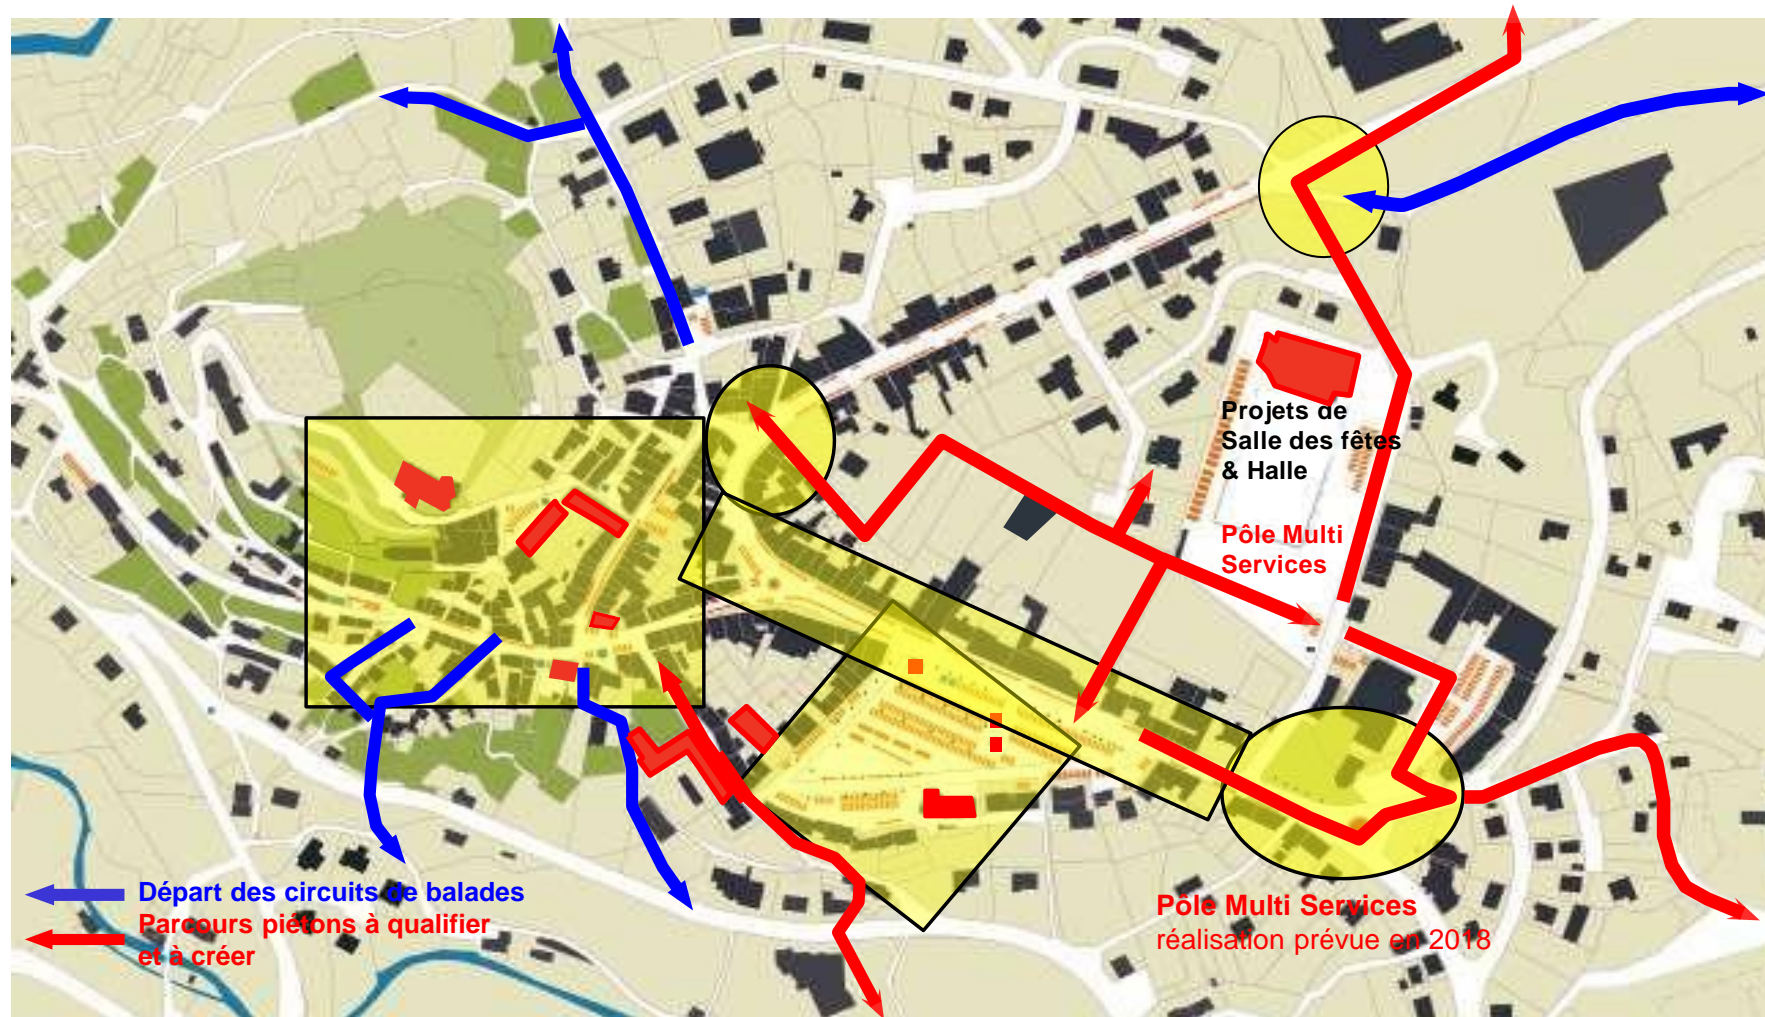 Projets de
Salle des fêtes
& Halle
Pôle Multi
Services
Départ des circuits de balades
Parcours piétons à qualifier
et à créer
Pôle Multi Services
réalisation prévue en 2018